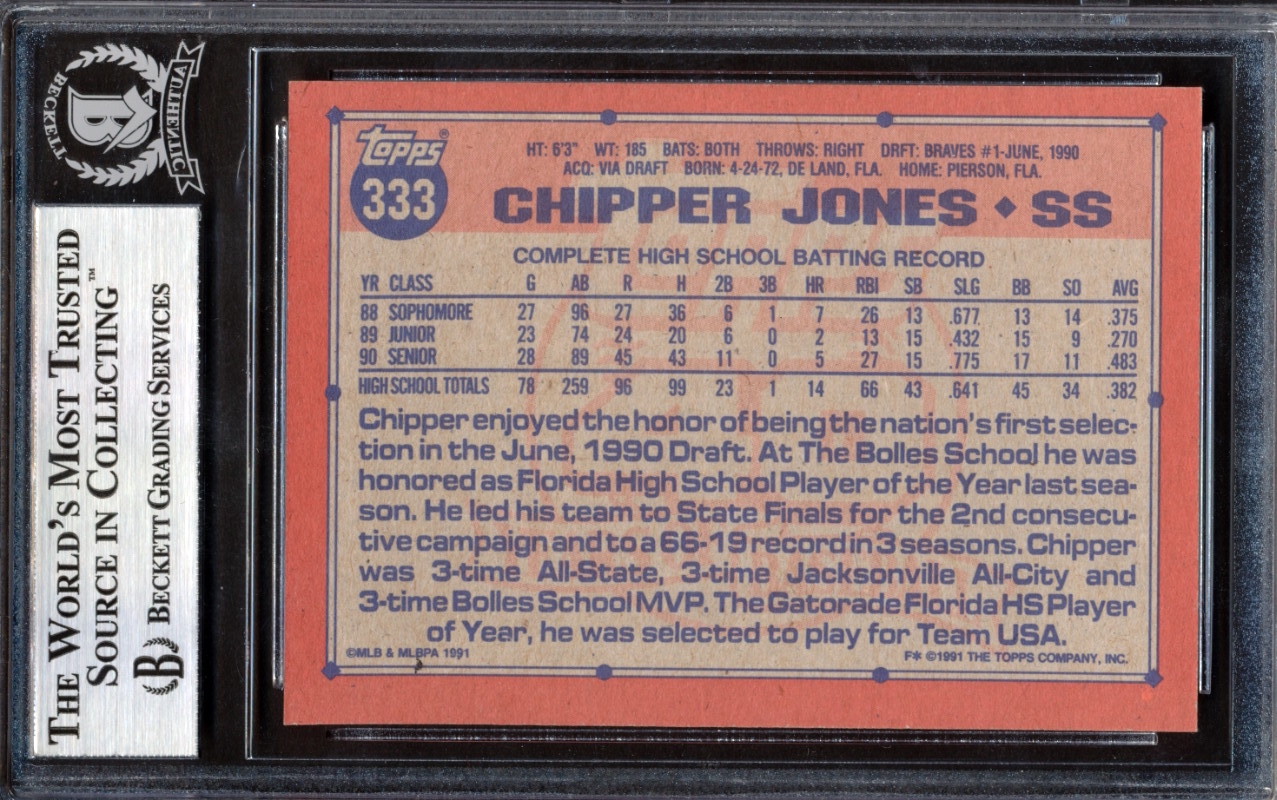 BECKETT
AUTHENTIC
B
THE WORLD'S MOST TRUSTED
SOURCE IN COLLECTING™
B BECKETT GRADING SERVICES
Topps®
333
HT: 6'3" WT: 185 BATS: BOTH THROWS: RIGHT DRFT: BRAVES #1-JUNE, 1990
ACQ: VIA DRAFT BORN: 4-24-72, DE LAND, FLA. HOME: PIERSON, FLA.
CHIPPER JONES ◆ SS
COMPLETE HIGH SCHOOL BATTING RECORD
YR CLASS G AB R H 2B 3B HR RBI SB SLG BB SO AVG
88 SOPHOMORE 27 96 27 36 6 1 7 26 13 .677 13 14 .375
89 JUNIOR 23 74 24 20 6 0 2 13 15 .432 15 9 .270
90 SENIOR 28 89 45 43 11 0 5 27 15 .775 17 11 .483
HIGH SCHOOL TOTALS 78 259 96 99 23 1 14 66 43 .641 45 34 .382
Chipper enjoyed the honor of being the nation's first selec-
tion in the June, 1990 Draft. At The Bolles School he was
honored as Florida High School Player of the Year last sea-
son. He led his team to State Finals for the 2nd consecu-
tive campaign and to a 66-19 record in 3 seasons. Chipper
was 3-time All-State, 3-time Jacksonville All-City and
3-time Bolles School MVP. The Gatorade Florida HS Player
of Year, he was selected to play for Team USA.
©MLB & MLBPA 1991
F* ©1991 THE TOPPS COMPANY, INC.